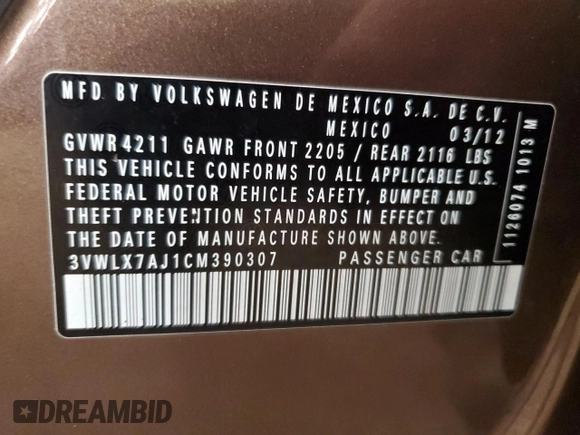 MFD BY VOLKSWAGEN DE MEXICO S.A. DE C.V.
MEXICO 03/12
GVWR 4211 GAWR FRONT 2205 / REAR 2116 LBS
THIS VEHICLE CONFORMS TO ALL APPLICABLE U.S.
FEDERAL MOTOR VEHICLE SAFETY, BUMPER AND
THEFT PREVENTION STANDARDS IN EFFECT ON
THE DATE OF MANUFACTURE SHOWN ABOVE.
3VWLX7AJ1CM390307 PASSENGER CAR
1126074 1013 M
DREAMBID